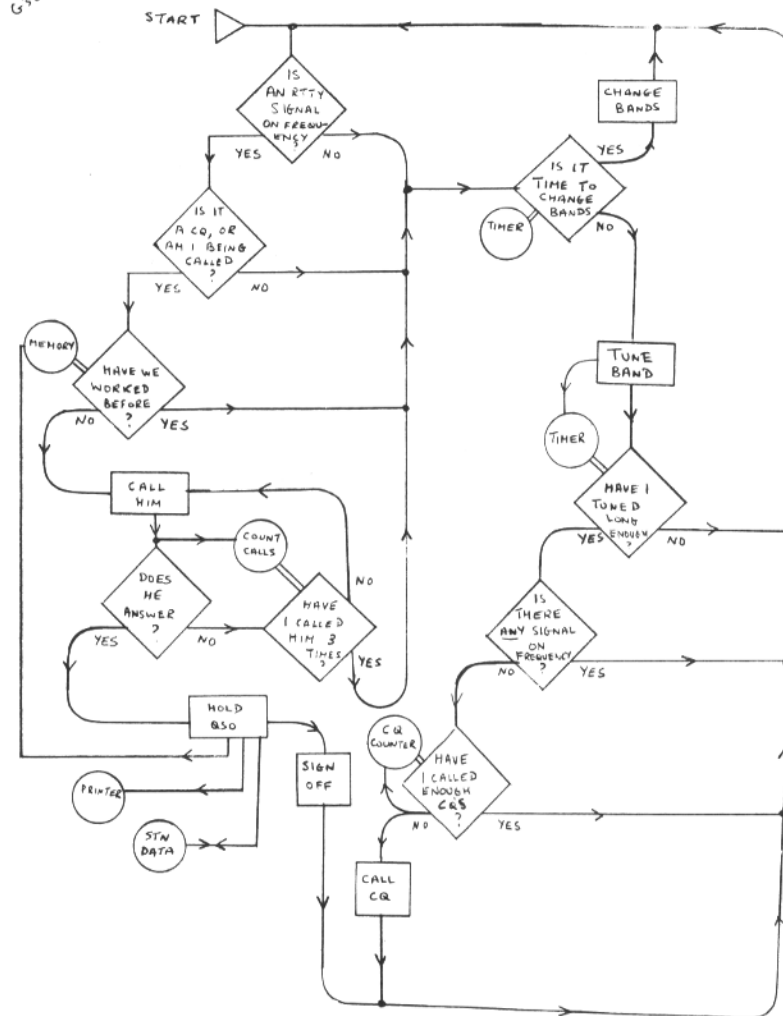 START
IS
AN RTTY
SIGNAL
ON FREQU-
ENCY?
YES
NO
CHANGE
BANDS
YES
IS IT
TIME TO
CHANGE
BANDS
NO
TIMER
IS IT
A CQ, OR
AM I BEING
CALLED
?
YES
NO
MEMORY
HAVE WE
WORKED
BEFORE
?
NO
YES
TUNE
BAND
TIMER
HAVE I
TUNED
LONG
ENOUGH
?
YES
NO
CALL
HIM
COUNT
CALLS
DOES
HE
ANSWER
?
YES
NO
NO
HAVE
I CALLED
HIM 3
TIMES
?
YES
IS
THERE
ANY SIGNAL
ON
FREQUENCY
?
NO
YES
HOLD
QSO
SIGN
OFF
PRINTER
STN
DATA
CQ
COUNTER
HAVE
I CALLED
ENOUGH
CQS
?
NO
YES
CALL
CQ